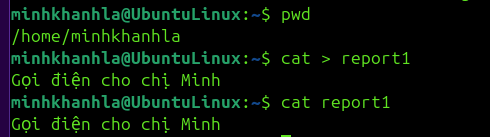 minhkhanhla@UbuntuLinux:~$ pwd
/home/minhkhanhla
minhkhanhla@UbuntuLinux:~$ cat > report1
Gọi điện cho chị Minh
minhkhanhla@UbuntuLinux:~$ cat report1
Gọi điện cho chị Minh